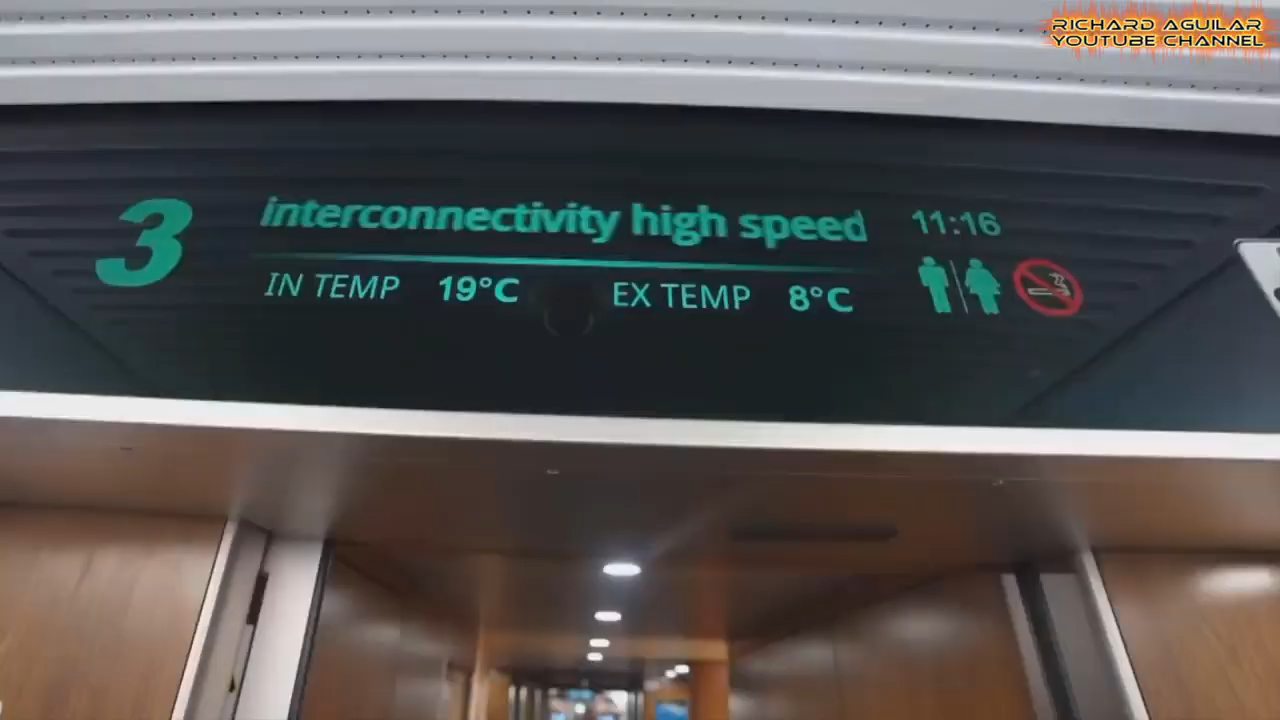 RICHARD AGUILAR
YOUTUBE CHANNEL
3
interconnectivity high speed
11:16
IN TEMP 19°C EX TEMP 8°C